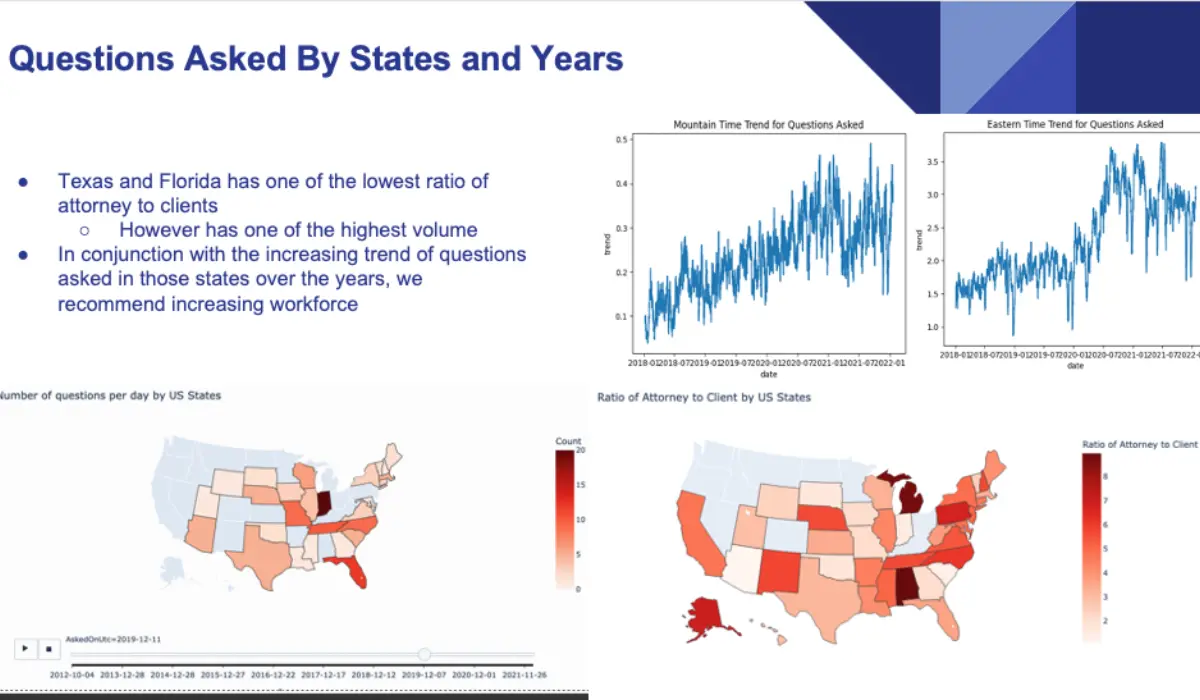 Questions Asked By States and Years
● Texas and Florida has one of the lowest ratio of
attorney to clients
○ However has one of the highest volume
● In conjunction with the increasing trend of questions
asked in those states over the years, we
recommend increasing workforce
Mountain Time Trend for Questions Asked
0.5
0.4
0.3
0.2
0.1
trend
2018-01 2018-07 2019-01 2019-07 2020-01 2020-07 2021-01 2021-07 2022-01
date
Eastern Time Trend for Questions Asked
3.5
3.0
2.5
2.0
1.5
1.0
trend
2018-01 2018-07 2019-01 2019-07 2020-01 2020-07 2021-01 2021-07 2022-
date
Number of questions per day by US States
Count
20
15
10
5
0
AskedOnUtc=2019-12-11
2012-10-04 2013-12-28 2014-12-28 2015-12-27 2016-12-22 2017-12-17 2018-12-12 2019-12-07 2020-12-01 2021-11-26
Ratio of Attorney to Client by US States
Ratio of Attorney to Client
8
7
6
5
4
3
2